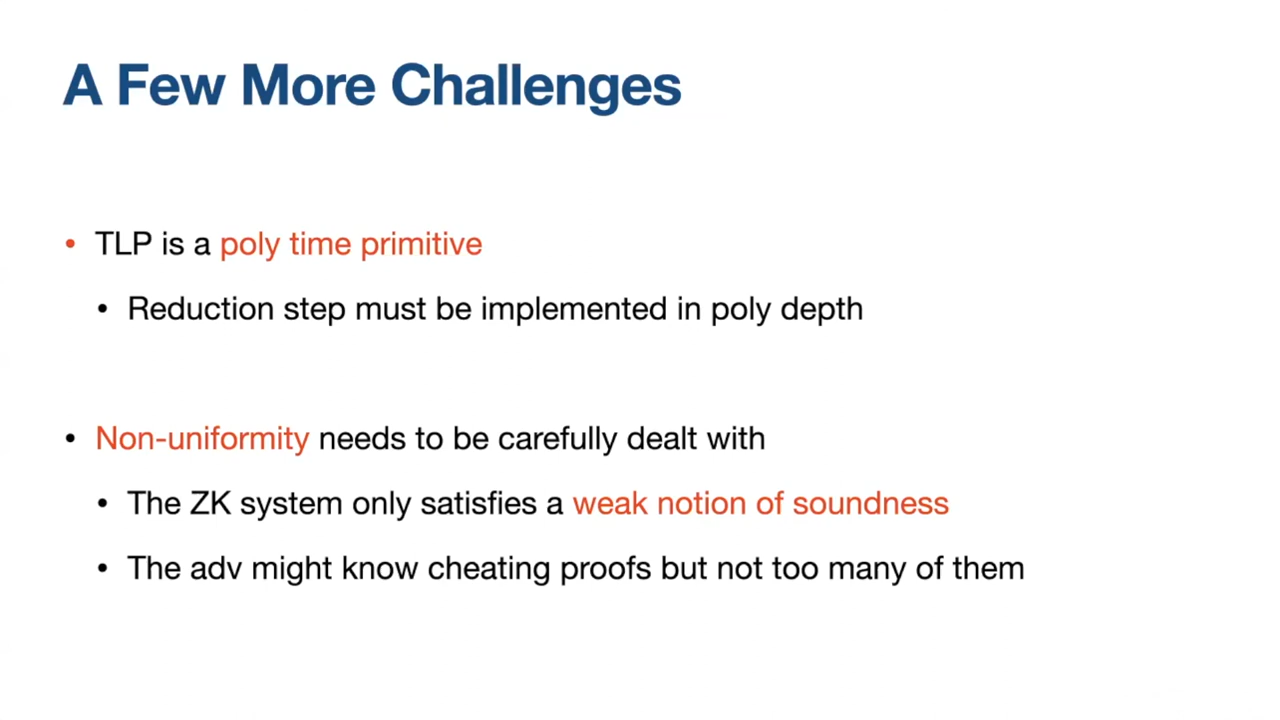 A Few More Challenges
• TLP is a poly time primitive
• Reduction step must be implemented in poly depth
• Non-uniformity needs to be carefully dealt with
• The ZK system only satisfies a weak notion of soundness
• The adv might know cheating proofs but not too many of them